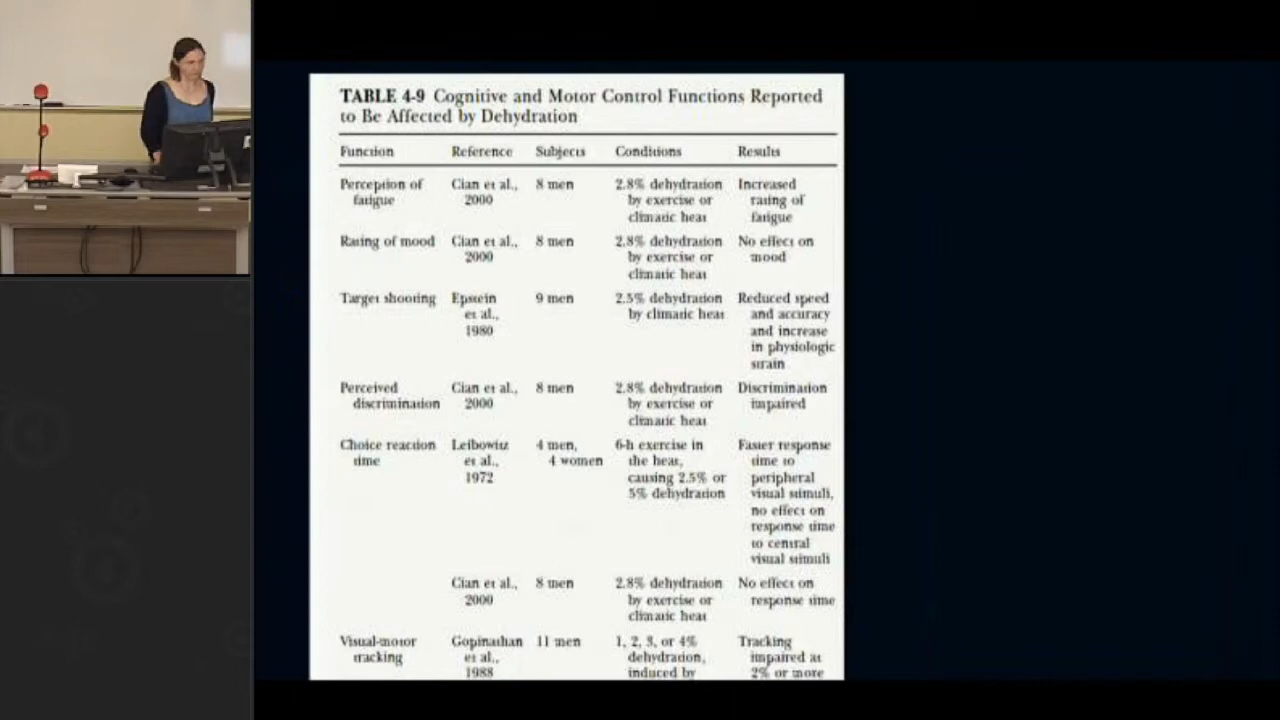 TABLE 4-9 Cognitive and Motor Control Functions Reported
to Be Affected by Dehydration
Function Reference Subjects Conditions Results
Perception of Cian et al., 8 men 2.8% dehydration Increased
fatigue 2000 by exercise or rating of
climatic heat fatigue
Rating of mood Cian et al., 8 men 2.8% dehydration No effect on
2000 by exercise or mood
climatic heat
Target shooting Epstein 9 men 2.5% dehydration Reduced speed
et al., by climatic heat and accuracy
1980 and increase
in physiologic
strain
Perceived Cian et al., 8 men 2.8% dehydration Discrimination
discrimination 2000 by exercise or impaired
climatic heat
Choice reaction Leibowitz 4 men, 6-h exercise in Faster response
time et al., 4 women the heat, time to
1972 causing 2.5% or peripheral
5% dehydration visual stimuli,
no effect on
response time
to central
visual stimuli
Cian et al., 8 men 2.8% dehydration No effect on
2000 by exercise or response time
climatic heat
Visual-motor Gopinathan 11 men 1, 2, 3, or 4% Tracking
tracking et al., dehydration, impaired at
1988 induced by 2% or more